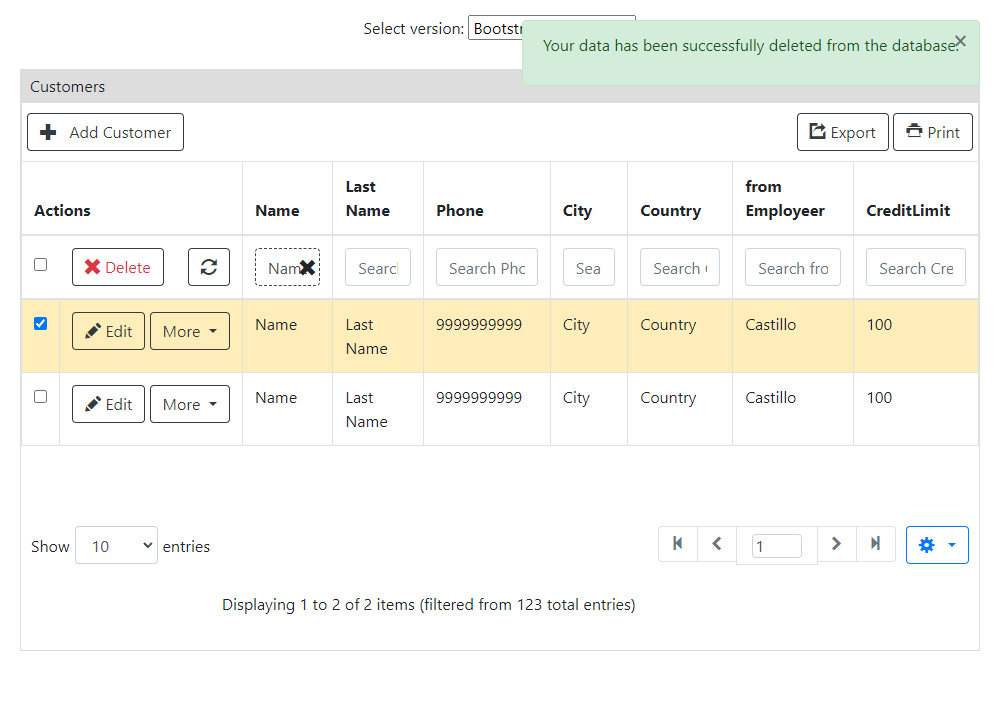 Select version: Bootstr
Your data has been successfully deleted from the database.
Customers
Add Customer
Export
Print
Actions
Name
Last
Name
Phone
City
Country
from
Employeer
CreditLimit
Delete
Name
Search
Search Pho
Sea
Search
Search fro
Search Cre
Edit More Name Last Name 9999999999 City Country Castillo 100
Edit More Name Last Name 9999999999 City Country Castillo 100
Show 10 entries
1
Displaying 1 to 2 of 2 items (filtered from 123 total entries)